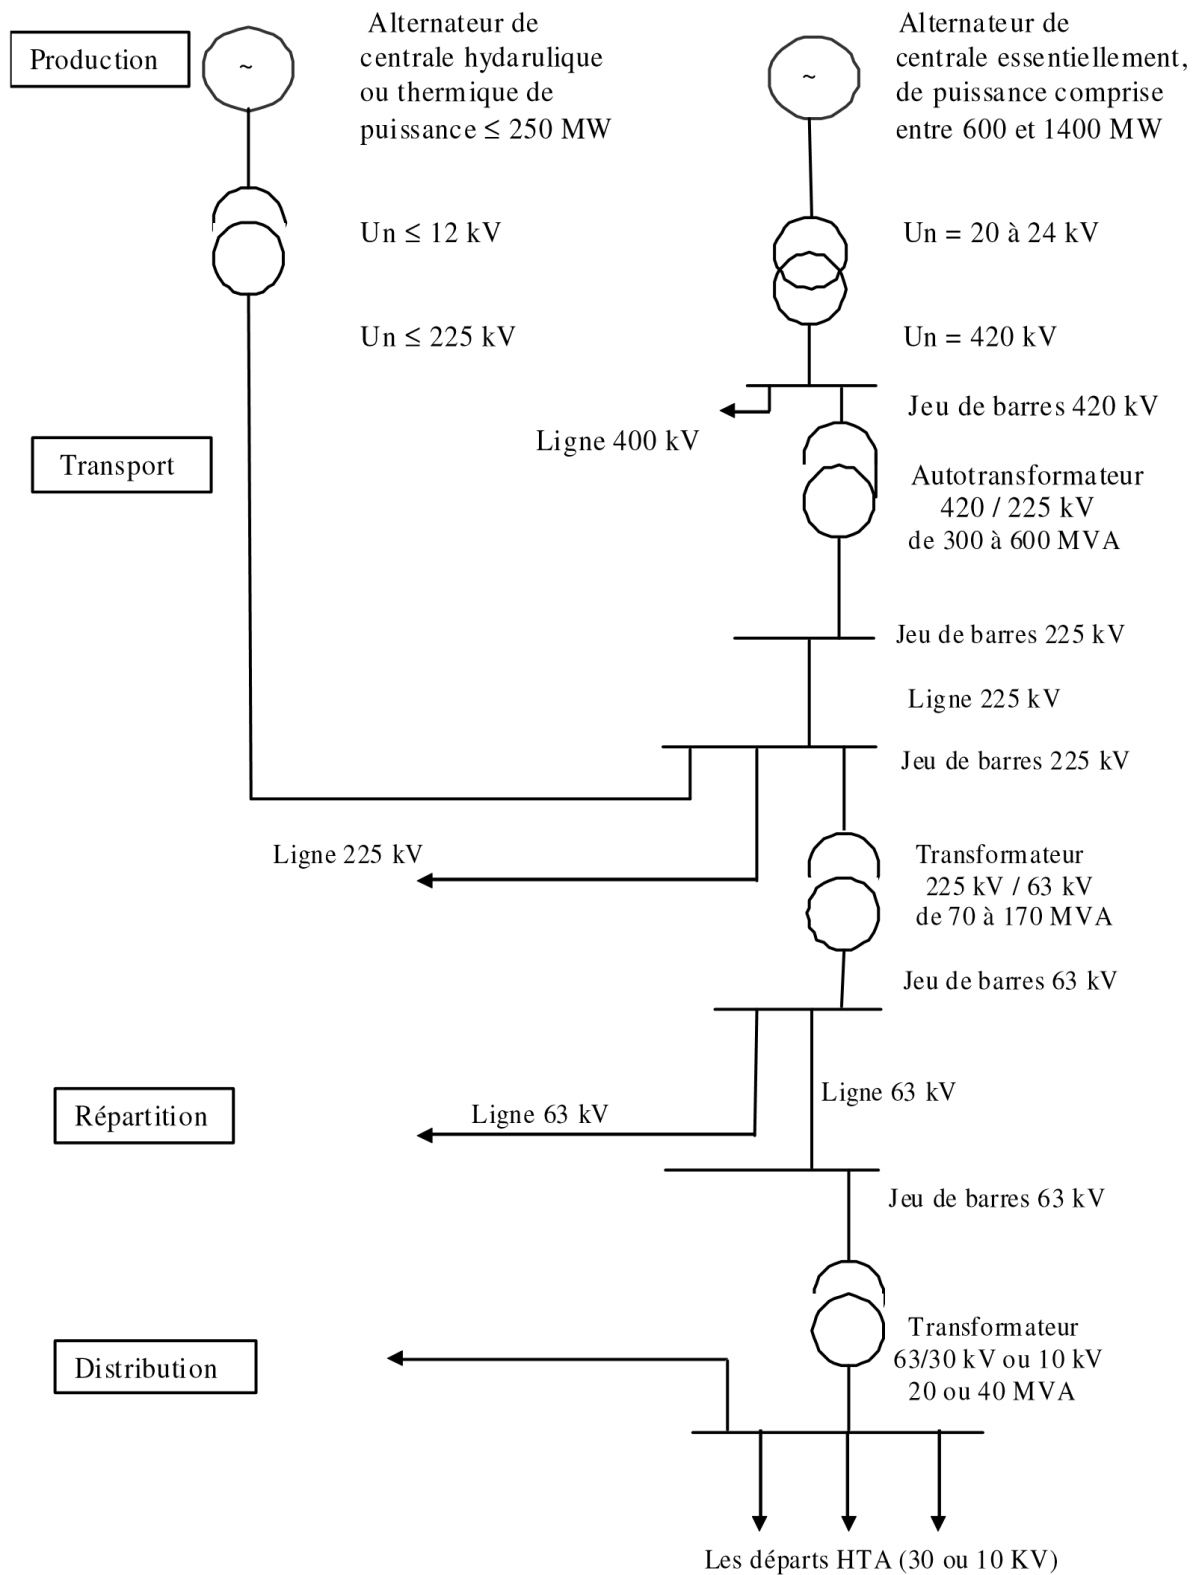 Production
~
Alternateur de
centrale hydarulique
ou thermique de
puissance ≤ 250 MW
~
Alternateur de
centrale essentiellement,
de puissance comprise
entre 600 et 1400 MW
Un ≤ 12 kV
Un = 20 à 24 kV
Un ≤ 225 kV
Un = 420 kV
Jeu de barres 420 kV
Ligne 400 kV
Transport
Autotransformateur
420 / 225 kV
de 300 à 600 MVA
Jeu de barres 225 kV
Ligne 225 kV
Jeu de barres 225 kV
Ligne 225 kV
Transformateur
225 kV / 63 kV
de 70 à 170 MVA
Jeu de barres 63 kV
Ligne 63 kV
Répartition
Ligne 63 kV
Jeu de barres 63 kV
Distribution
Transformateur
63/30 kV ou 10 kV
20 ou 40 MVA
Les départs HTA (30 ou 10 KV)